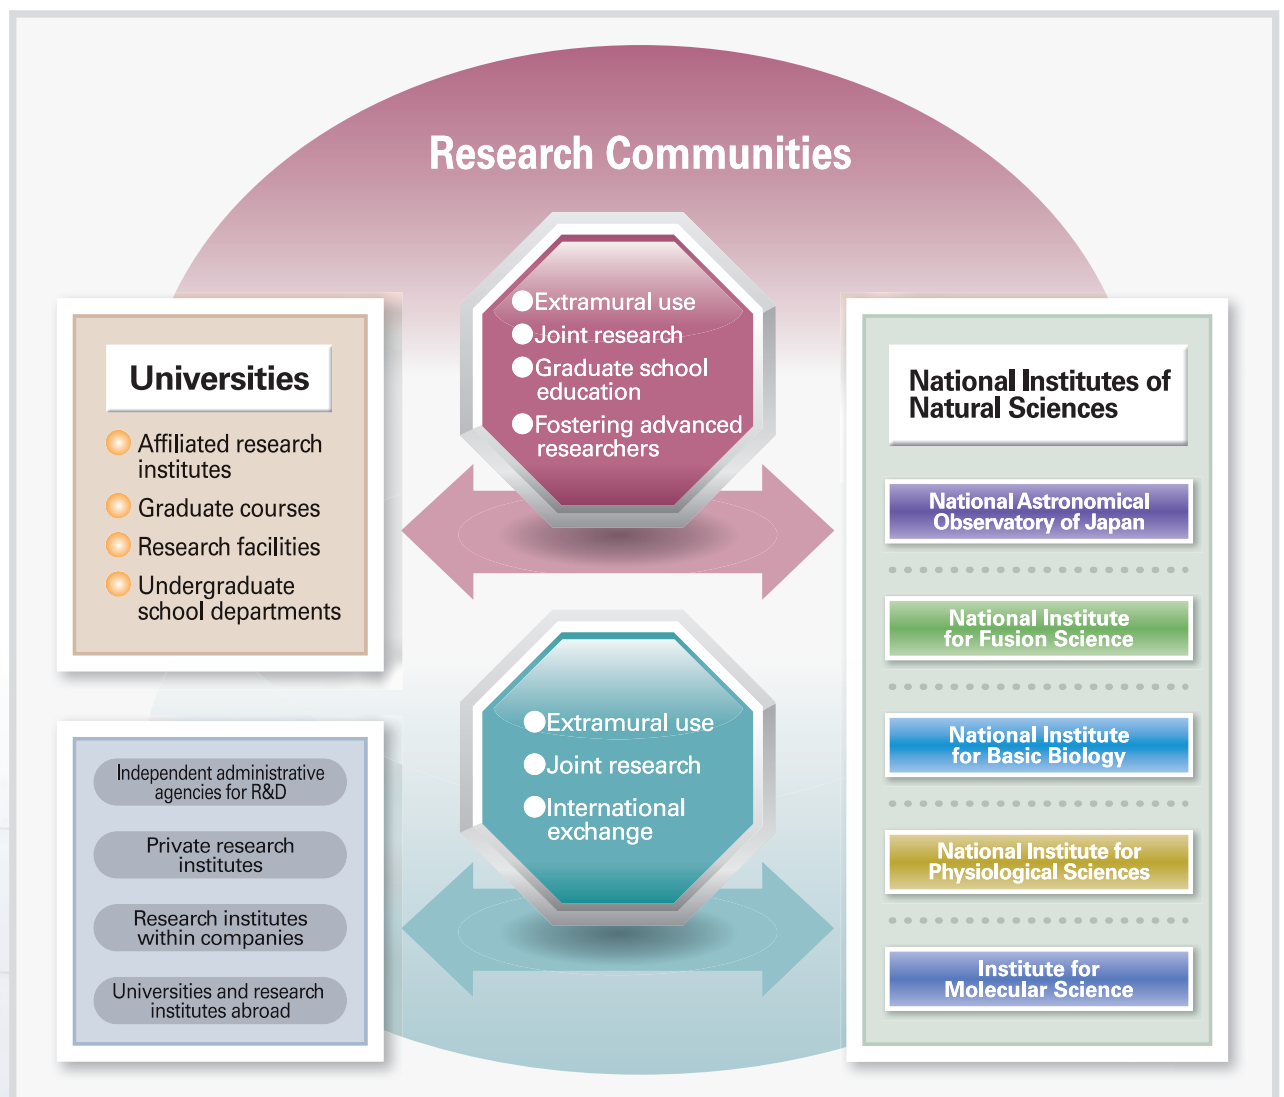 Research Communities
Extramural use
Joint research
Graduate school
education
Fostering advanced
researchers
Universities
Affiliated research
institutes
Graduate courses
Research facilities
Undergraduate
school departments
Extramural use
Joint research
International
exchange
Independent administrative
agencies for R&D
Private research
institutes
Research institutes
within companies
Universities and research
institutes abroad
National Institutes of
Natural Sciences
National Astronomical
Observatory of Japan
National Institute
for Fusion Science
National Institute
for Basic Biology
National Institute for
Physiological Sciences
Institute for
Molecular Science